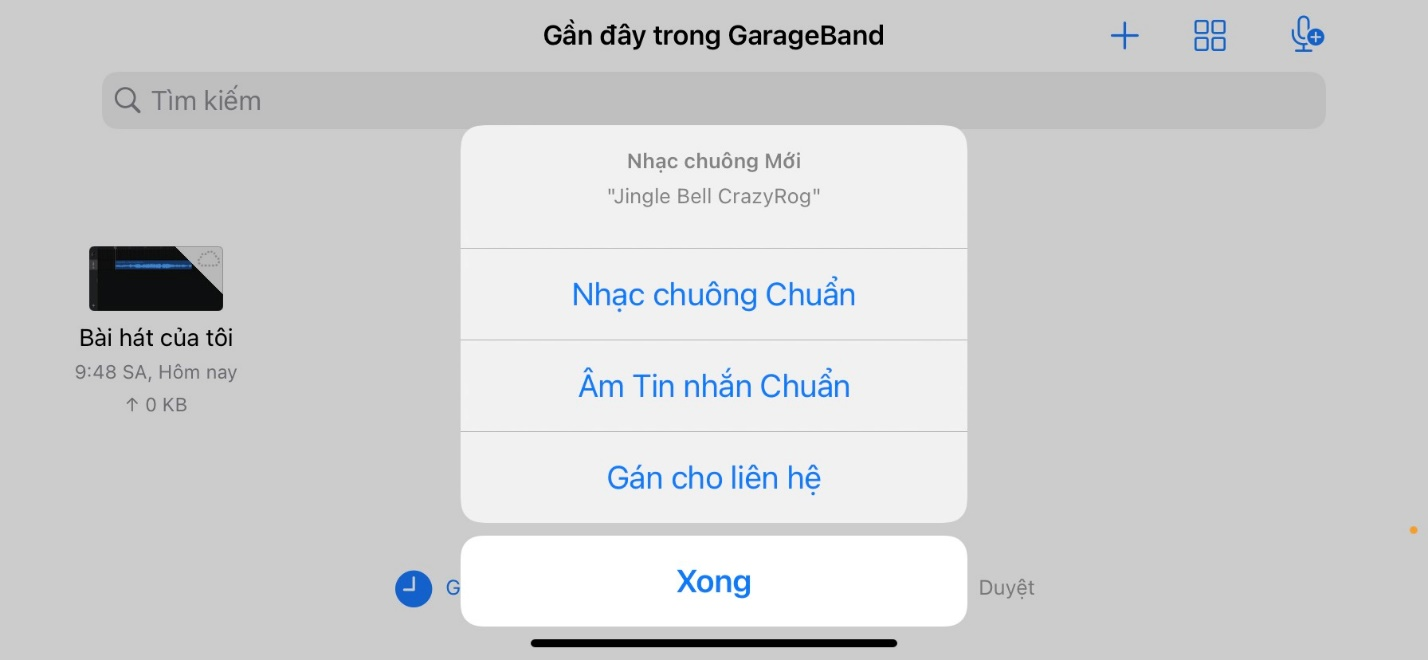 Gần đây trong GarageBand
Tìm kiếm
Nhạc chuông Mới
"Jingle Bell CrazyRog"
Nhạc chuông Chuẩn
Âm Tin nhắn Chuẩn
Gán cho liên hệ
Bài hát của tôi
9:48 SA, Hôm nay
↑ 0 KB
Xong
G
Duyệt